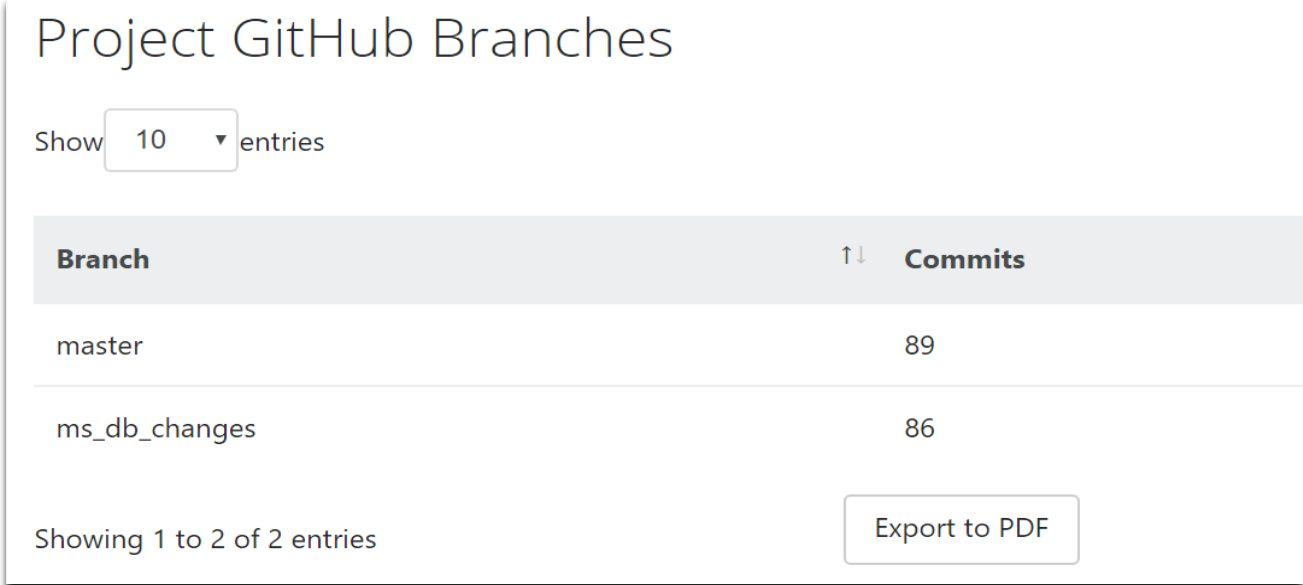 Project GitHub Branches
Show 10 ▾ entries
Branch ↑↓ Commits
master 89
ms_db_changes 86
Showing 1 to 2 of 2 entries Export to PDF